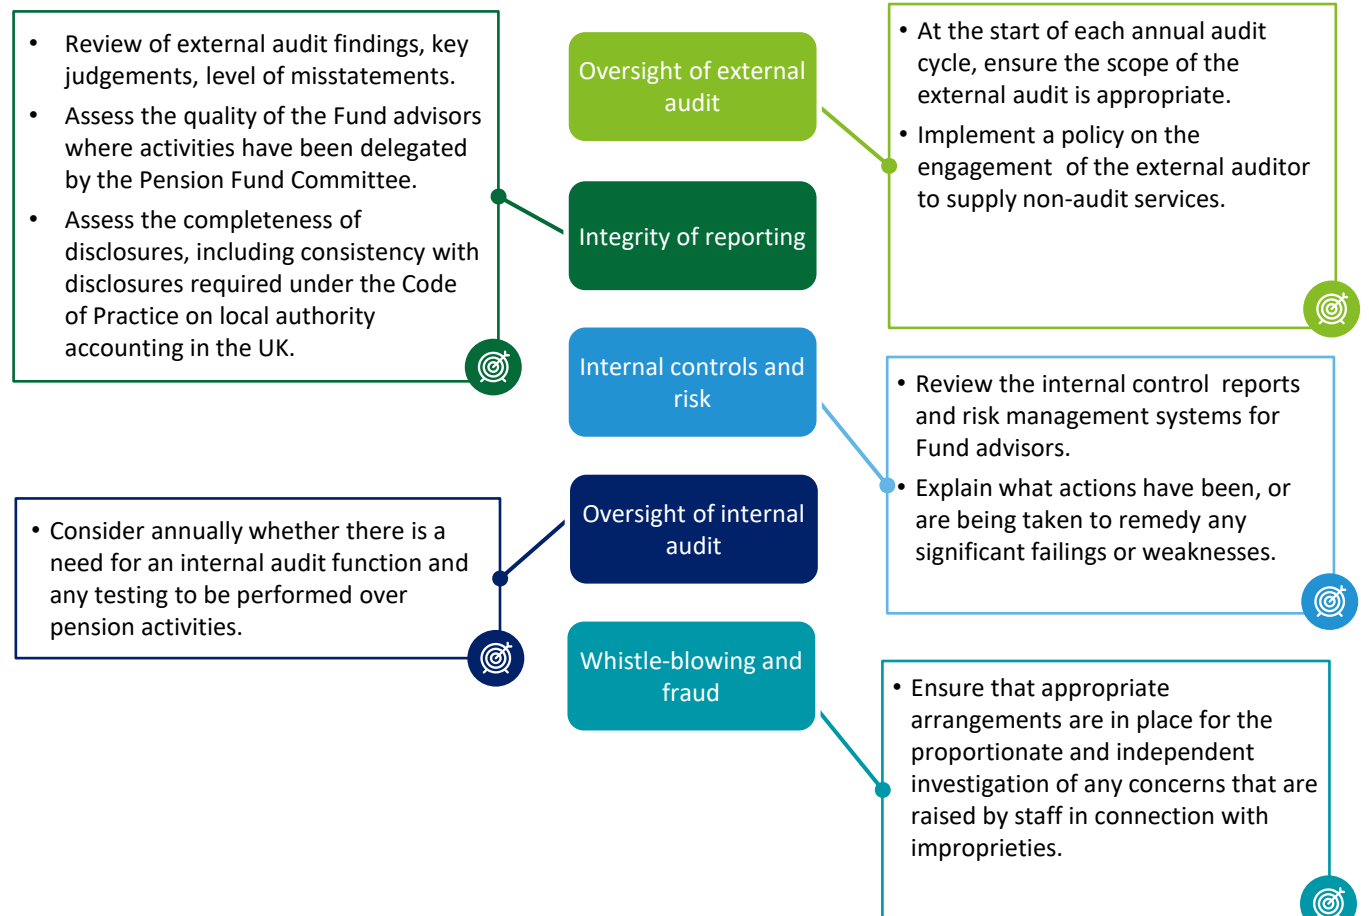 • Review of external audit findings, key
judgements, level of misstatements.
• Assess the quality of the Fund advisors
where activities have been delegated
by the Pension Fund Committee.
• Assess the completeness of
disclosures, including consistency with
disclosures required under the Code
of Practice on local authority
accounting in the UK.
• Consider annually whether there is a
need for an internal audit function and
any testing to be performed over
pension activities.
Oversight of external
audit
Integrity of reporting
Internal controls and
risk
Oversight of internal
audit
Whistle-blowing and
fraud
• At the start of each annual audit
cycle, ensure the scope of the
external audit is appropriate.
• Implement a policy on the
engagement of the external auditor
to supply non-audit services.
• Review the internal control reports
and risk management systems for
Fund advisors.
• Explain what actions have been, or
are being taken to remedy any
significant failings or weaknesses.
• Ensure that appropriate
arrangements are in place for the
proportionate and independent
investigation of any concerns that are
raised by staff in connection with
improprieties.